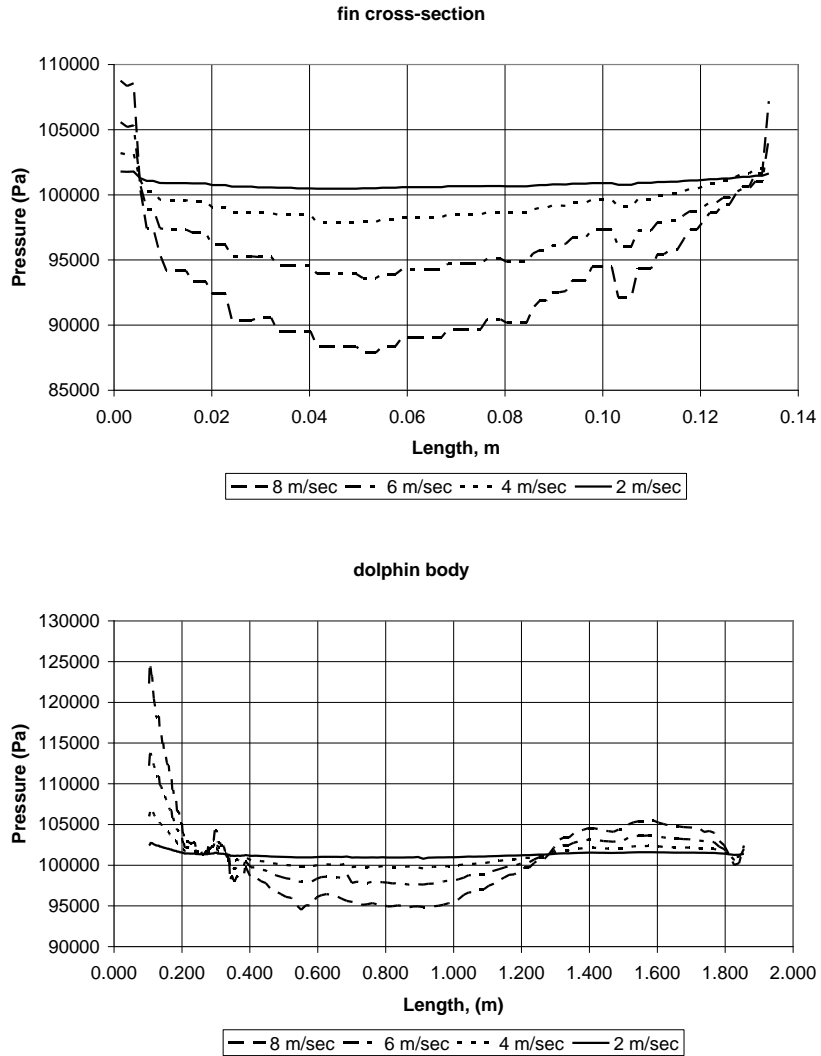 fin cross-section
110000
105000
100000
95000
90000
85000
Pressure (Pa)
0.00 0.02 0.04 0.06 0.08 0.10 0.12 0.14
Length, m
8 m/sec 6 m/sec 4 m/sec 2 m/sec
dolphin body
130000
125000
120000
115000
110000
105000
100000
95000
90000
Pressure (Pa)
0.000 0.200 0.400 0.600 0.800 1.000 1.200 1.400 1.600 1.800 2.000
Length, (m)
8 m/sec 6 m/sec 4 m/sec 2 m/sec